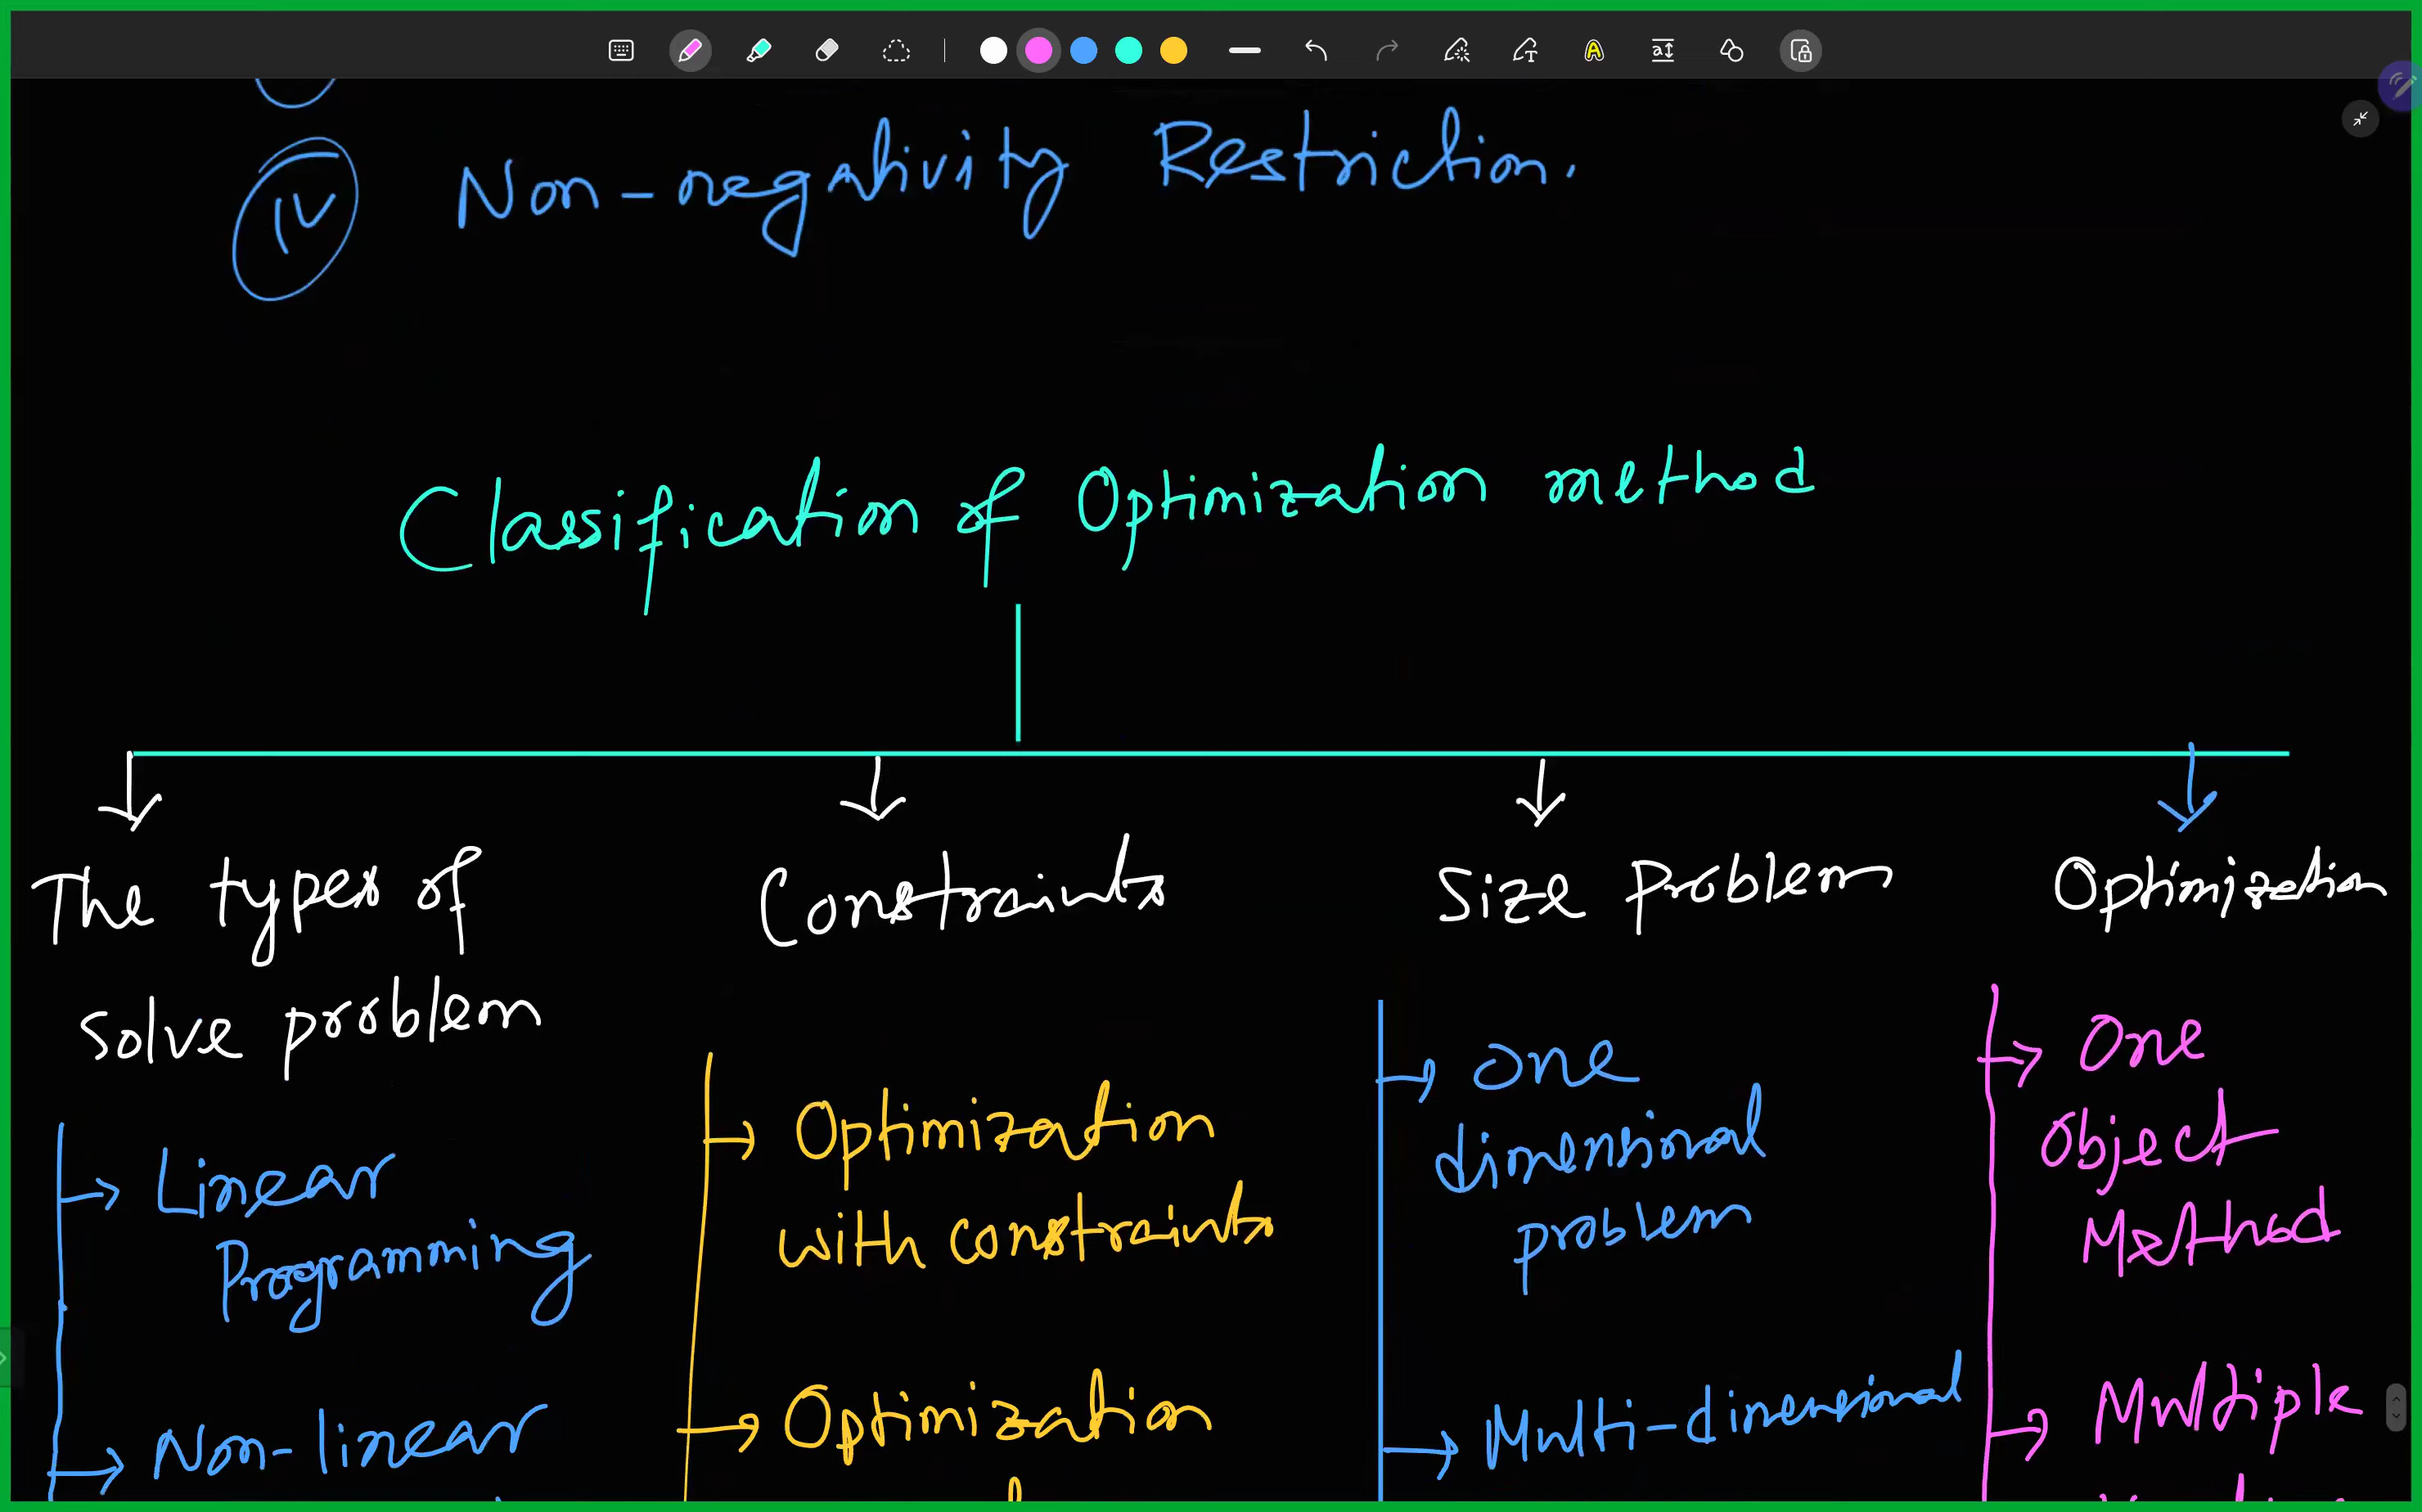 IV Non-negativity Restriction.
Classification of Optimization method
The types of
solve problem
Linear
Programming
Non-linear
Constraints
Optimization
with constraints
Optimization
Size Problem
One
dimensional
problem
Multi-dimensional
Optimization
One
Object
Method
Multiple